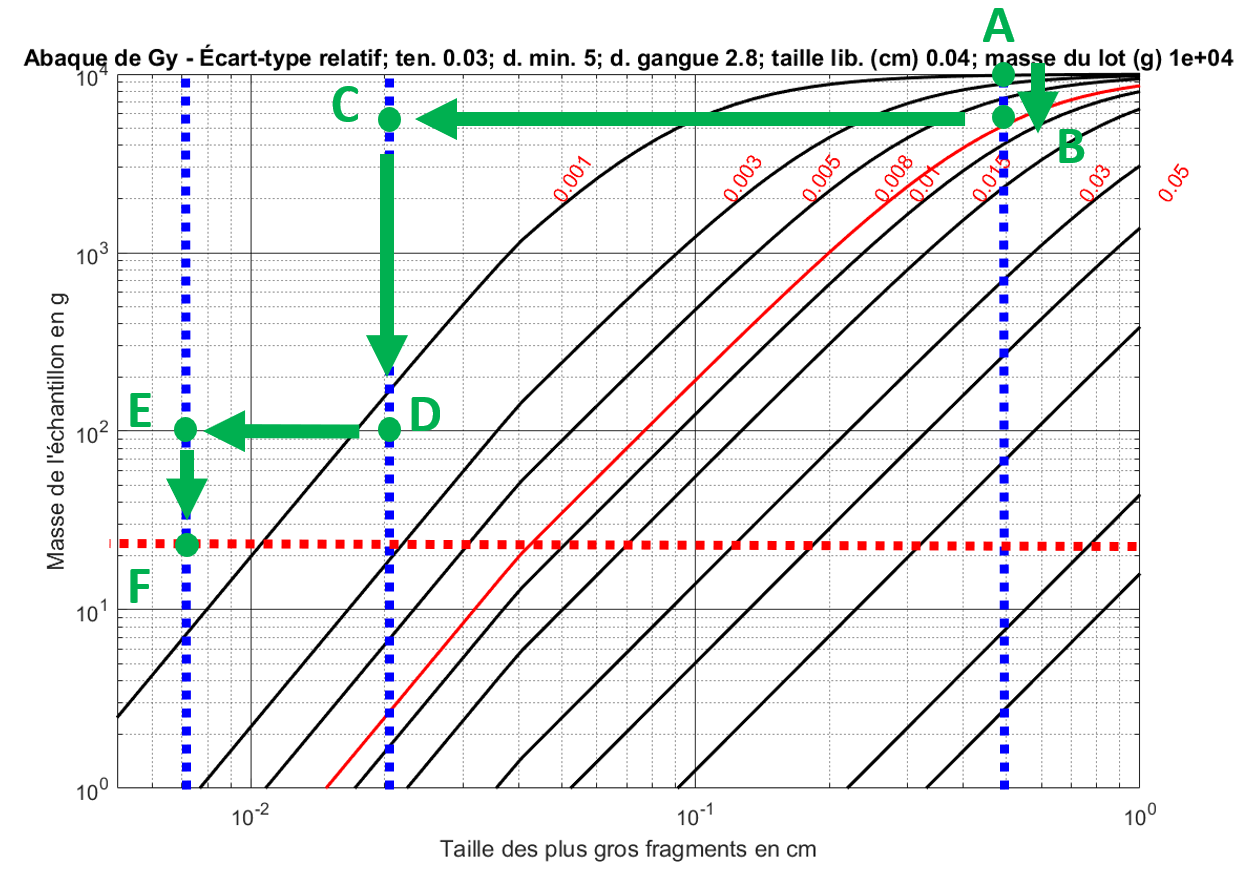 A
Abaque de Gy - Écart-type relatif; ten. 0.03; d. min. 5; d. gangue 2.8; taille lib. (cm) 0.04; masse du lot (g) 1e+04
10^4
C
B
0.001
0.003
0.005
0.008
0.01
0.015
0.03
0.05
10^3
Masse de l'échantillon en g
E
D
10^2
F
10^1
10^0
10^-2
10^-1
10^0
Taille des plus gros fragments en cm